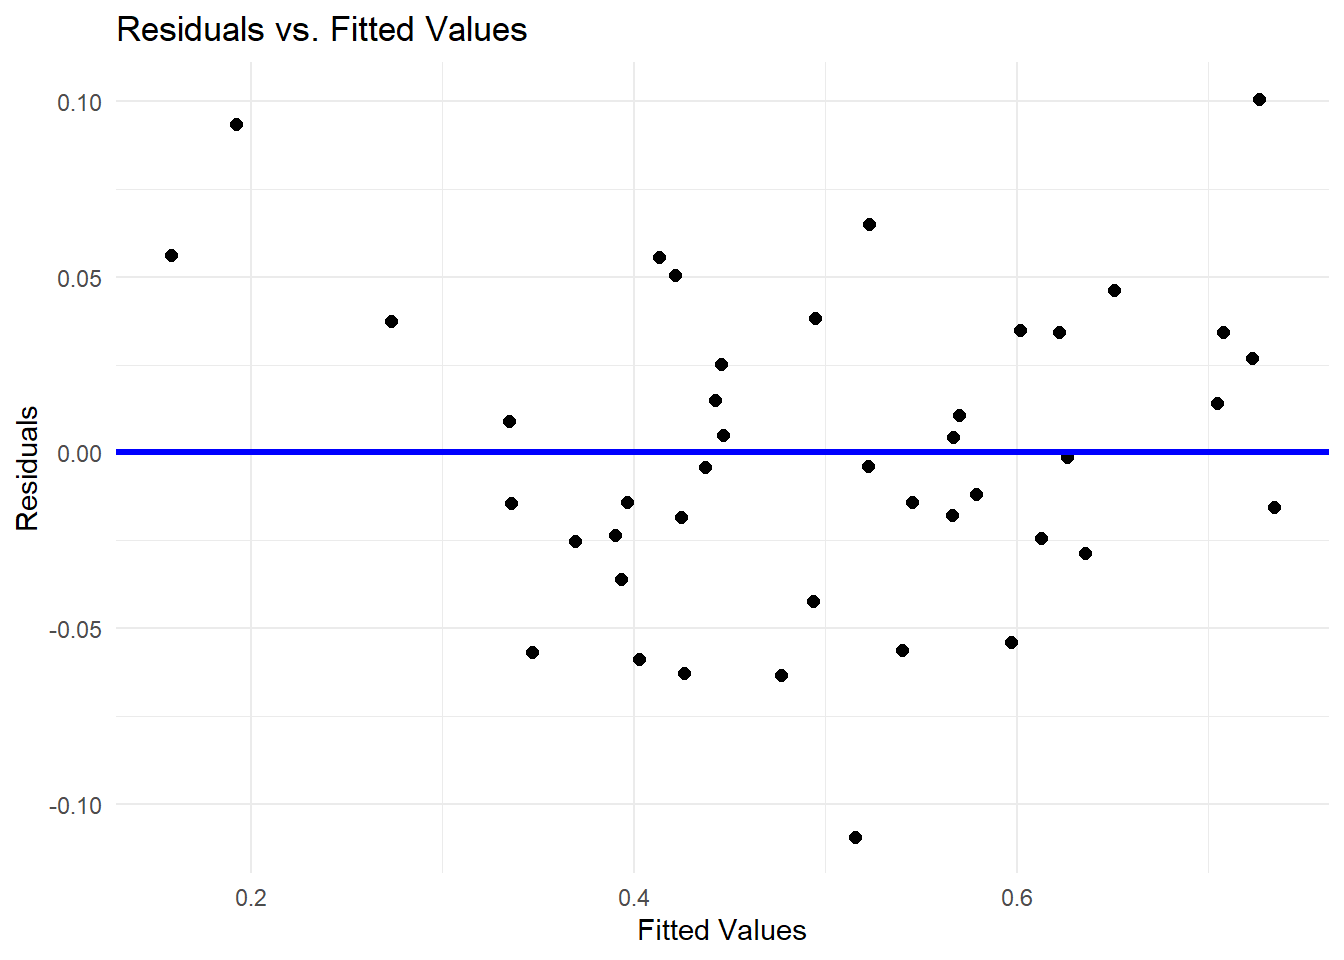 Residuals vs. Fitted Values
0.10
0.05
0.00
-0.05
-0.10
Residuals
0.2 0.4 0.6
Fitted Values